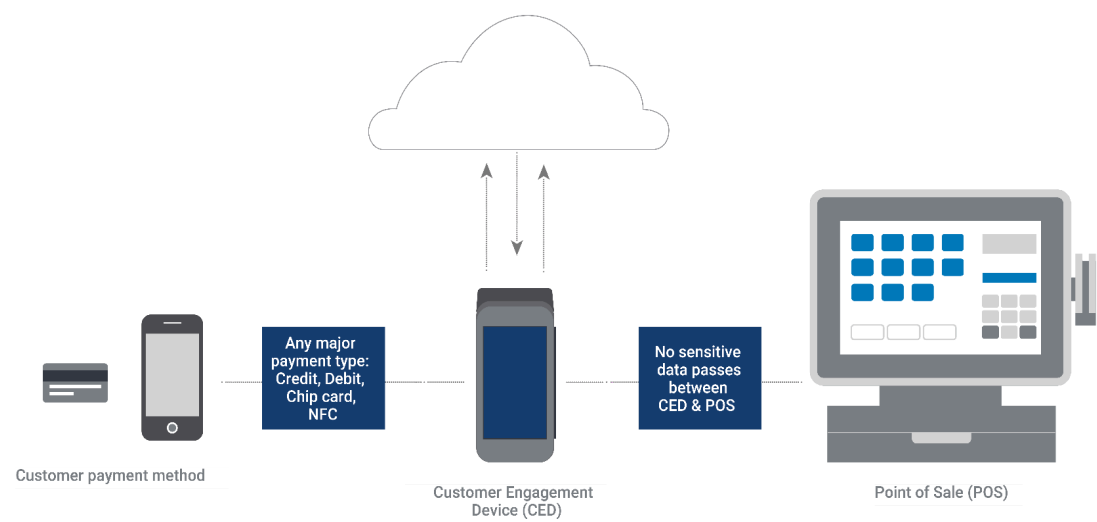 Any major
payment type:
Credit, Debit,
Chip card,
NFC
No sensitive
data passes
between
CED & POS
Customer payment method
Customer Engagement
Device (CED)
Point of Sale (POS)